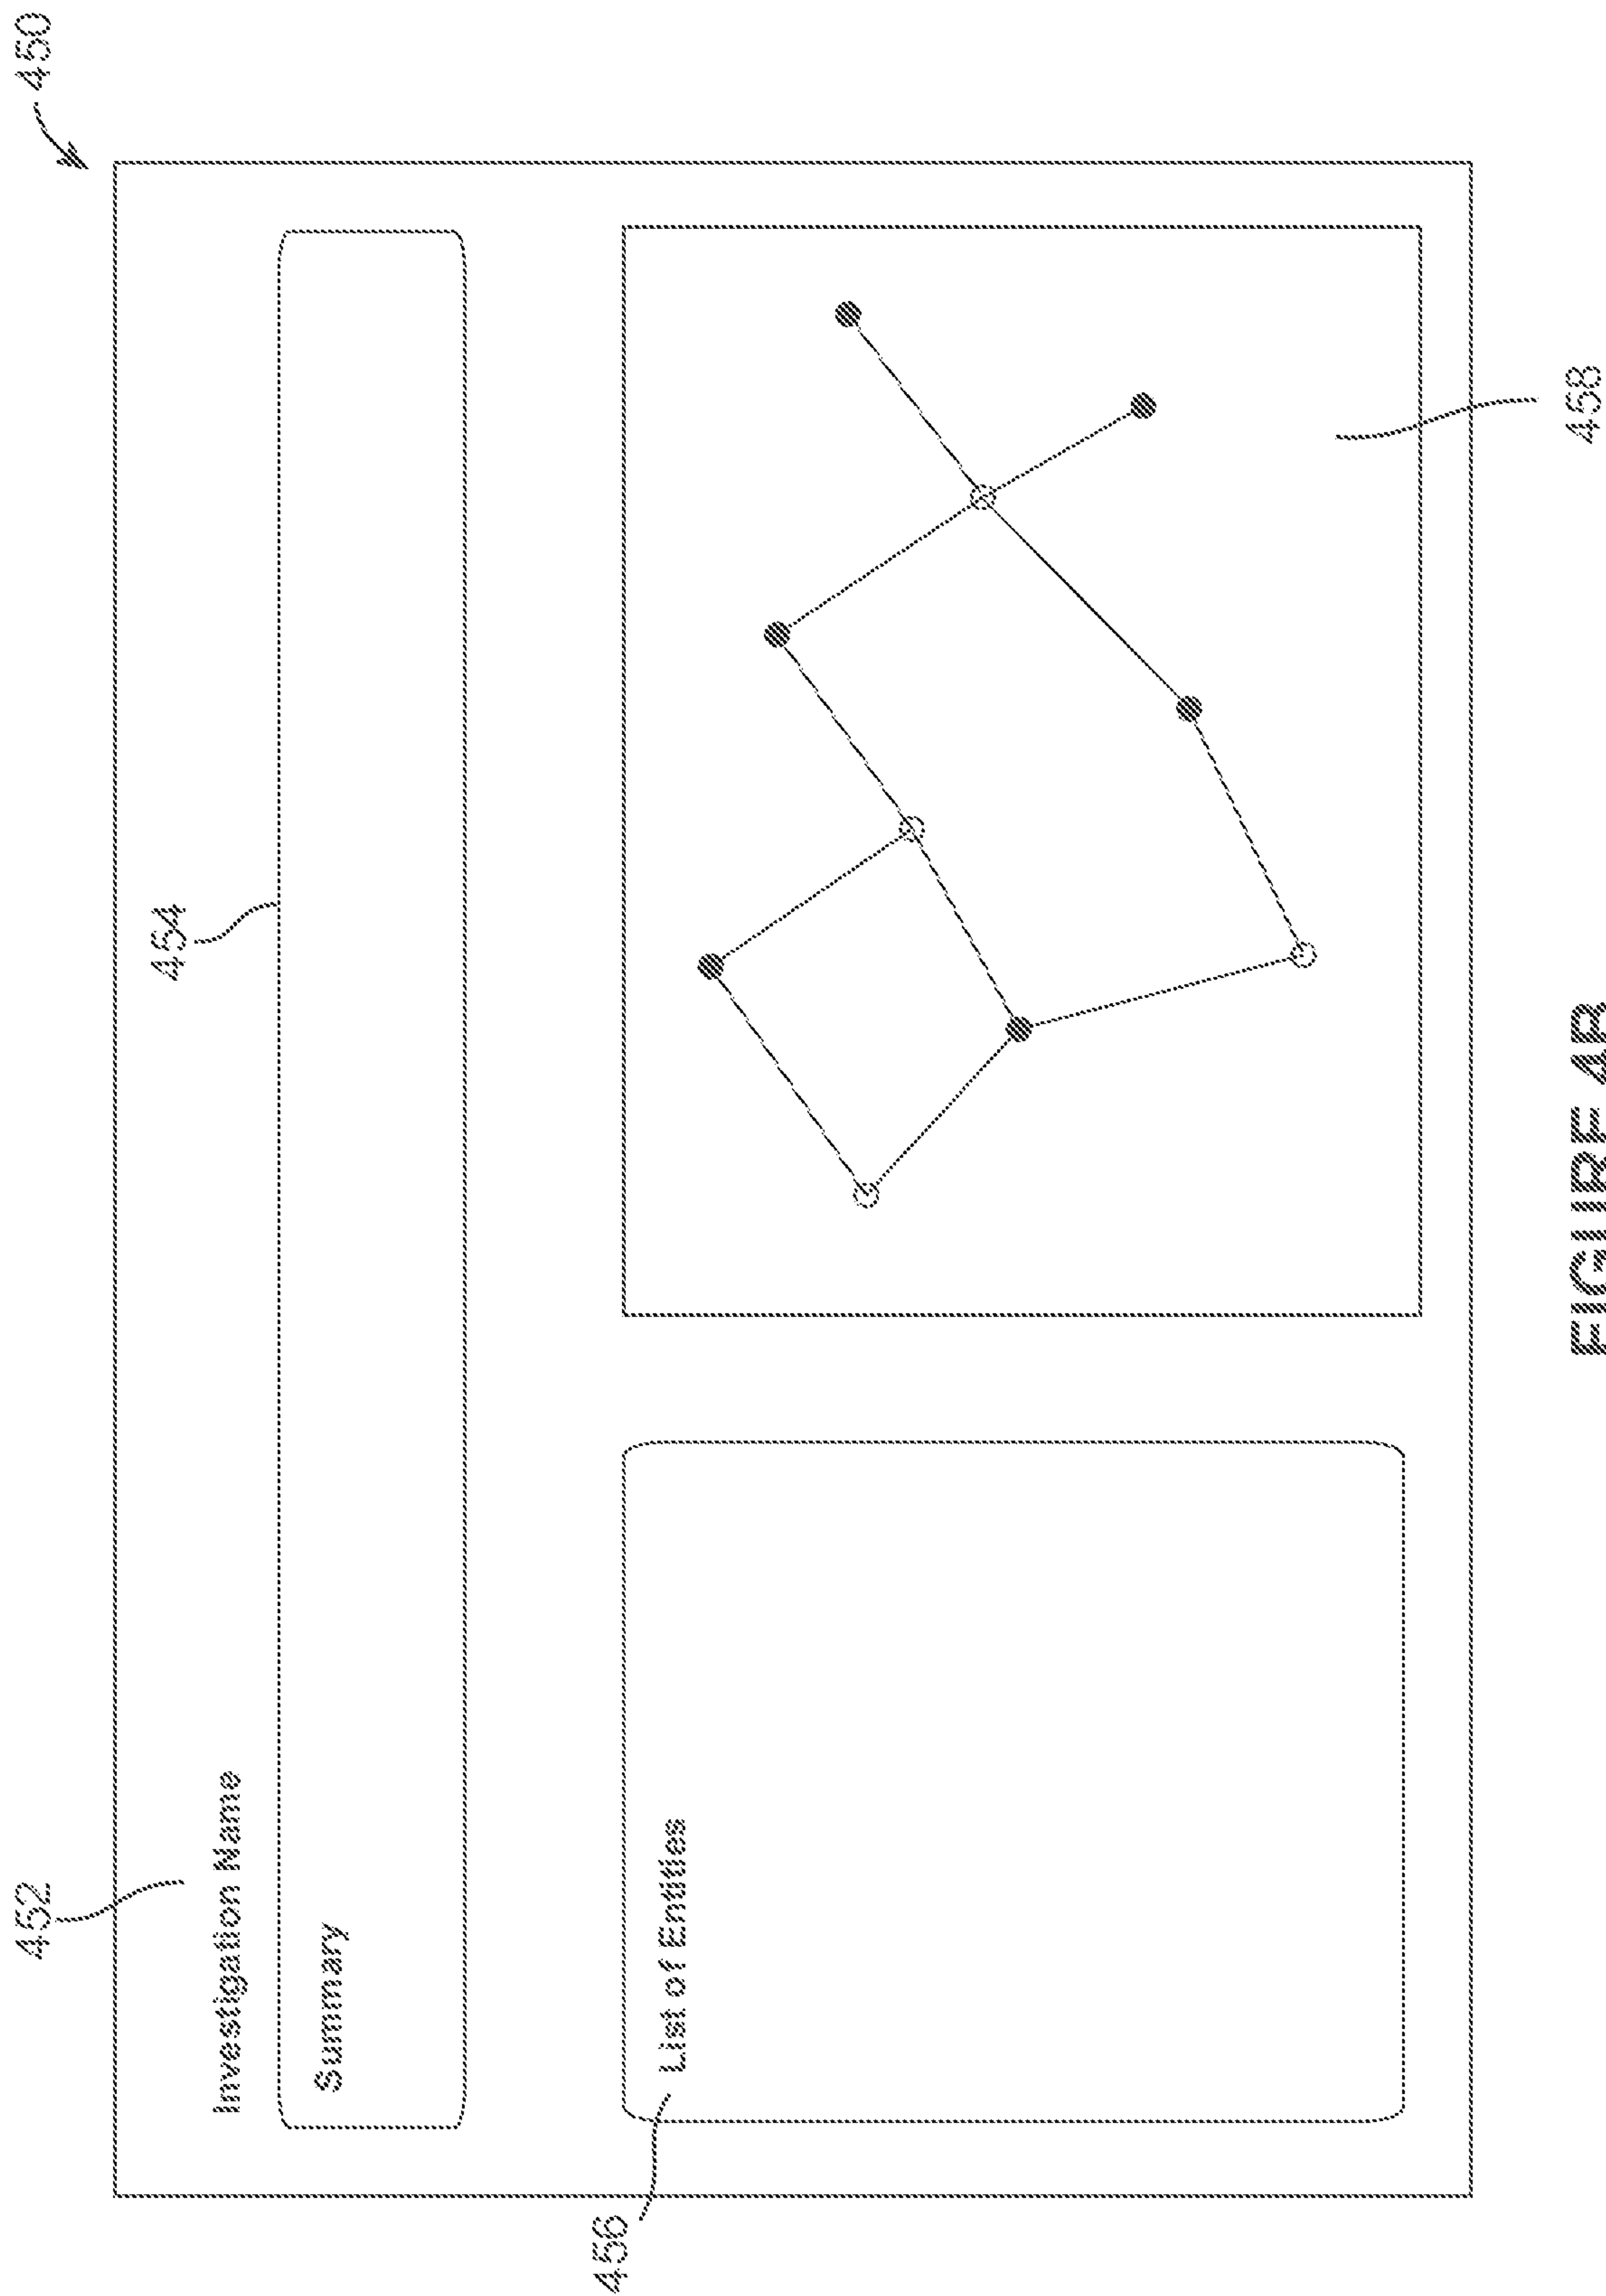 450
452
Investigation Name
454
Summary
456
List of Entities
458
FIGURE 4B